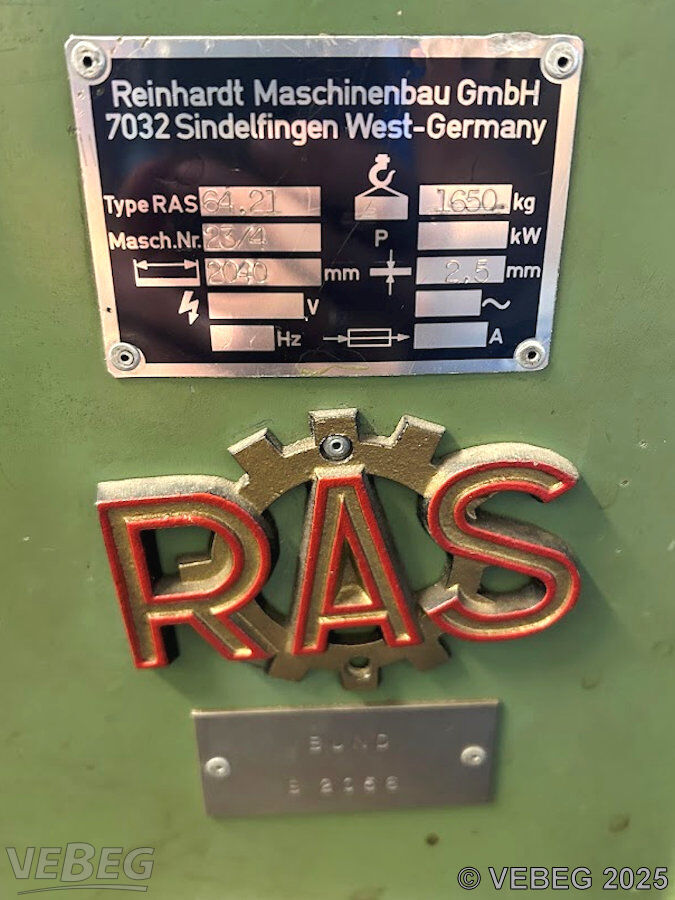 Reinhardt Maschinenbau GmbH
7032 Sindelfingen West-Germany
Type RAS 64.21 1650 kg
Masch.Nr. 23/4 P kW
2040 mm 2,5 mm
V ~
Hz A
RAS
BUND
VEBEG
© VEBEG 2025